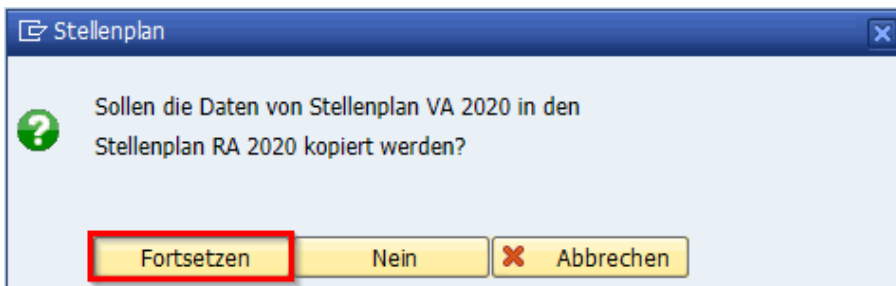 Stellenplan
Sollen die Daten von Stellenplan VA 2020 in den
Stellenplan RA 2020 kopiert werden?
Fortsetzen Nein Abbrechen